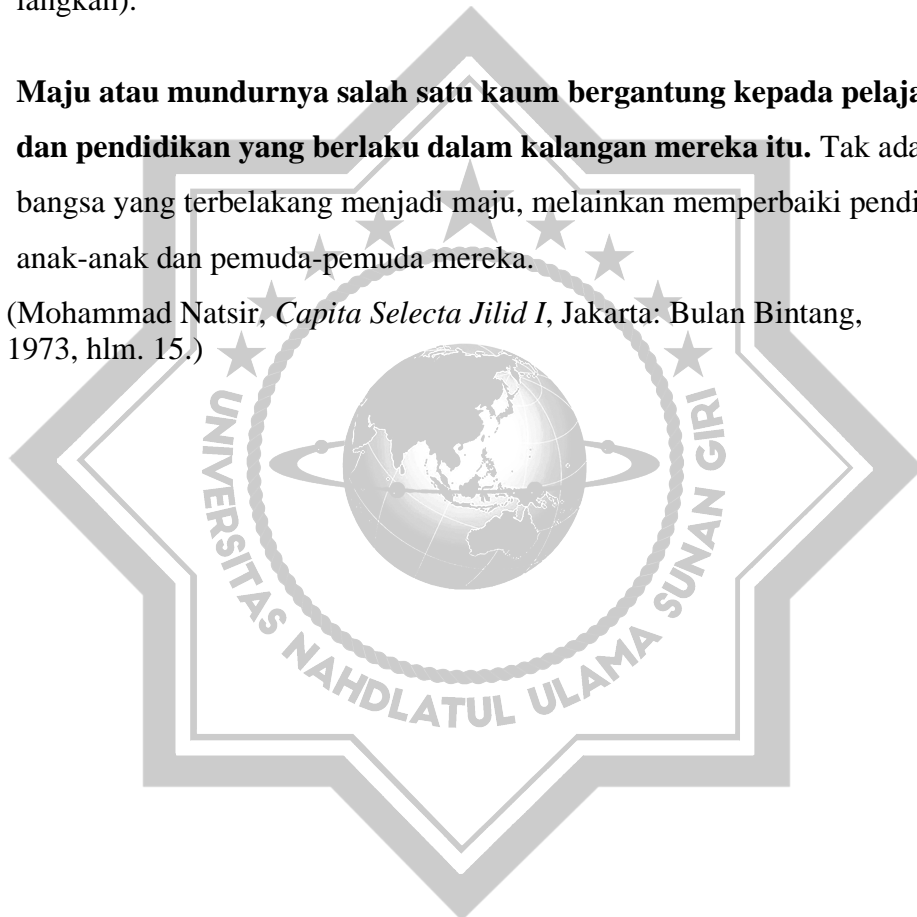 langkah).
Maju atau mundurnya salah satu kaum bergantung kepada
dan pendidikan yang berlaku dalam kalangan mereka itu. Tak ada
bangsa yang terbelakang menjadi maju, melainkan memperbaiki
anak-anak dan pemuda-pemuda mereka.
(Mohammad Natsir, Capita Selecta Jilid I, Jakarta: Bulan Bintang,
1973, hlm. 15.)
UNIVERSITAS NAHDLATUL ULAMA SUNAN GIRI